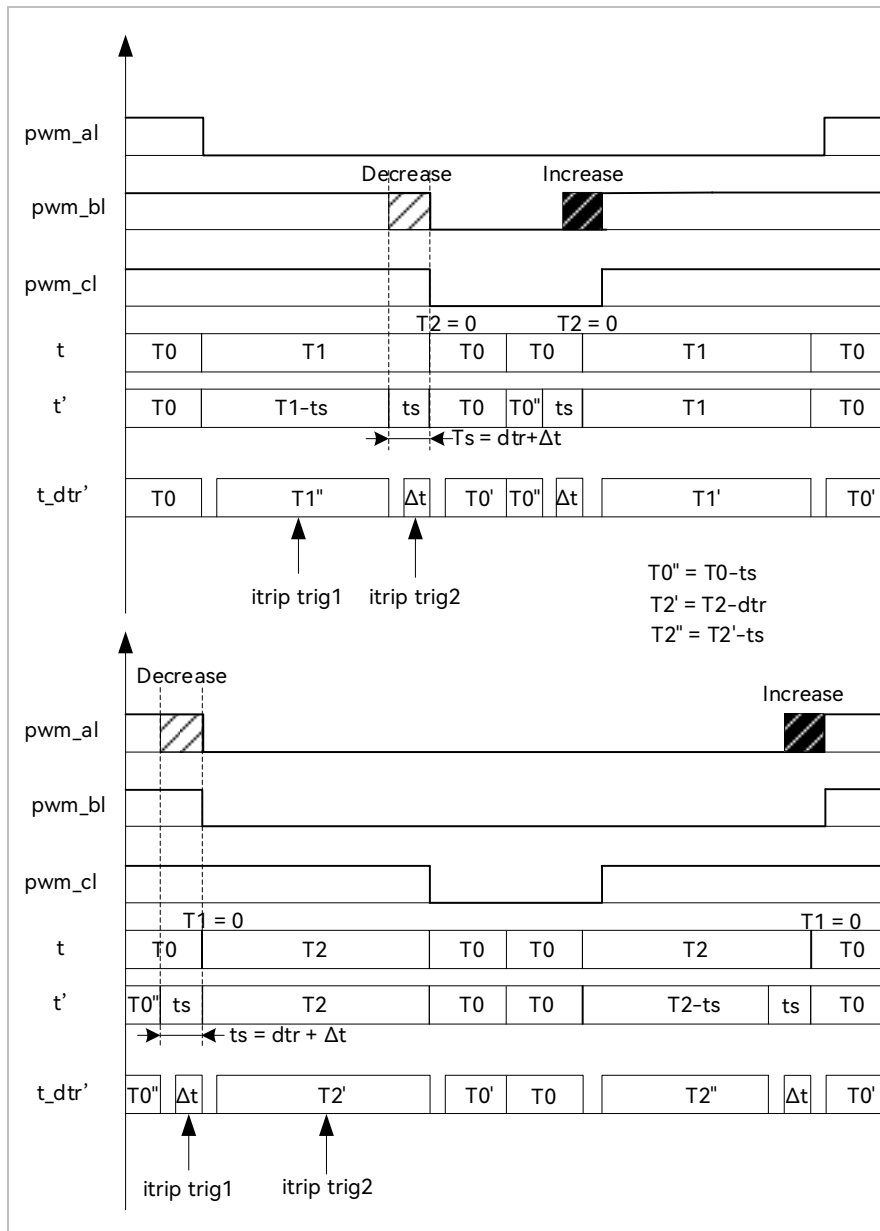 pwm_al
Decrease Increase
pwm_bl
pwm_cl
T2 = 0 T2 = 0
t T0 T1 T0 T0 T1 T0
t’ T0 T1-ts ts T0 T0" ts T1 T0
Ts = dtr+Δt
t_dtr’ T0 T1" Δt T0' T0" Δt T1' T0'
itrip trig1 itrip trig2
T0" = T0-ts
T2' = T2-dtr
T2" = T2'-ts
Decrease Increase
pwm_al
pwm_bl
pwm_cl
T1 = 0 T1 = 0
t T0 T2 T0 T0 T2 T0
t’ T0" ts T2 T0 T0 T2-ts ts T0
ts = dtr + Δt
t_dtr’ T0" Δt T2' T0' T0 T2" Δt T0'
itrip trig1 itrip trig2